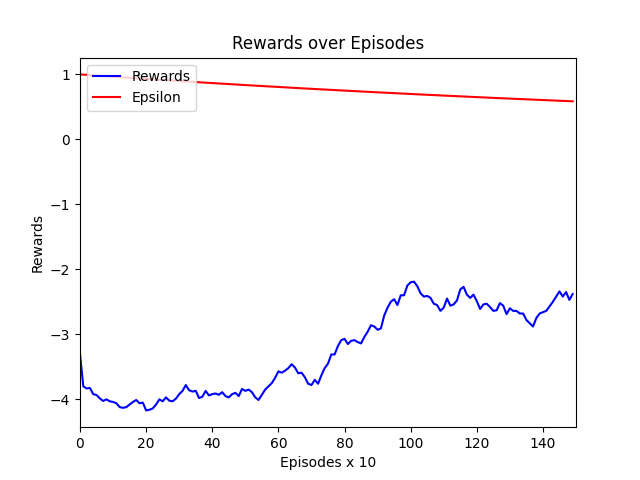 Rewards over Episodes
Rewards
Epsilon
1
0
−1
−2
−3
−4
Rewards
0 20 40 60 80 100 120 140
Episodes x 10